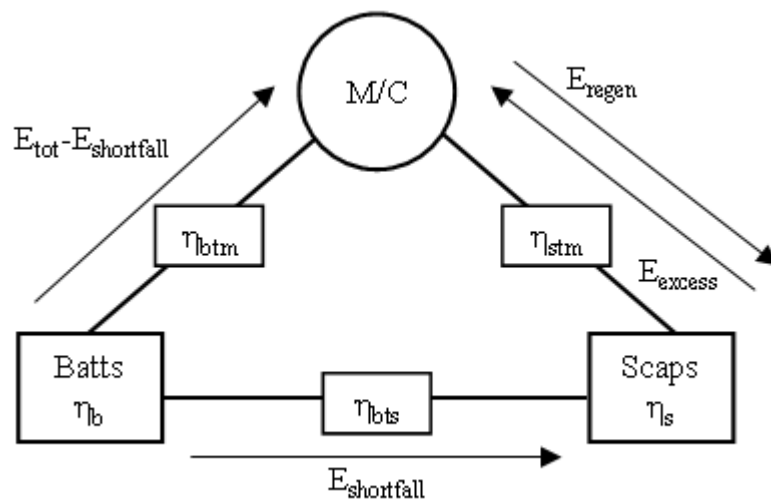 M/C
E_regen
E_tot-E_shortfall
η_btm
η_stm
E_excess
Batts
η_b
Scaps
η_s
η_bts
E_shortfall